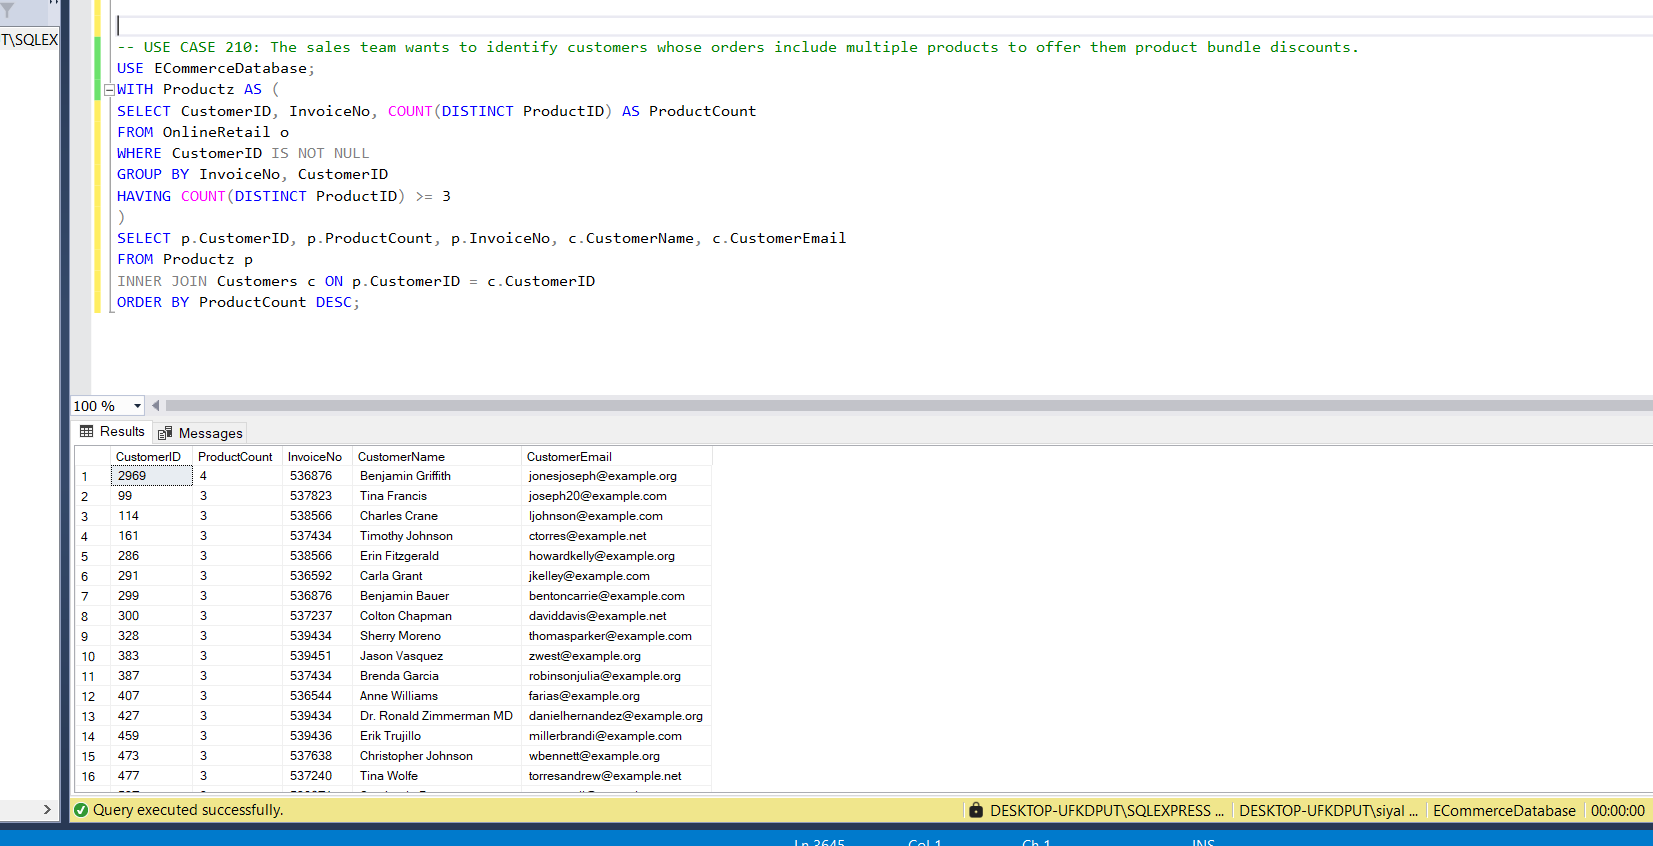 T\SQLEX
-- USE CASE 210: The sales team wants to identify customers whose orders include multiple products to offer them product bundle discounts.
USE ECommerceDatabase;
WITH Productz AS (
SELECT CustomerID, InvoiceNo, COUNT(DISTINCT ProductID) AS ProductCount
FROM OnlineRetail o
WHERE CustomerID IS NOT NULL
GROUP BY InvoiceNo, CustomerID
HAVING COUNT(DISTINCT ProductID) >= 3
)
SELECT p.CustomerID, p.ProductCount, p.InvoiceNo, c.CustomerName, c.CustomerEmail
FROM Productz p
INNER JOIN Customers c ON p.CustomerID = c.CustomerID
ORDER BY ProductCount DESC;
100 %
Results Messages
CustomerID ProductCount InvoiceNo CustomerName CustomerEmail
1 2969 4 536876 Benjamin Griffith jonesjoseph@example.org
2 99 3 537823 Tina Francis joseph20@example.com
3 114 3 538566 Charles Crane ljohnson@example.com
4 161 3 537434 Timothy Johnson ctorres@example.net
5 286 3 538566 Erin Fitzgerald howardkelly@example.org
6 291 3 536592 Carla Grant jkelley@example.com
7 299 3 536876 Benjamin Bauer bentoncarrie@example.com
8 300 3 537237 Colton Chapman daviddavis@example.net
9 328 3 539434 Sherry Moreno thomasparker@example.com
10 383 3 539451 Jason Vasquez zwest@example.org
11 387 3 537434 Brenda Garcia robinsonjulia@example.org
12 407 3 536544 Anne Williams farias@example.org
13 427 3 539434 Dr. Ronald Zimmerman MD danielhernandez@example.org
14 459 3 539436 Erik Trujillo millerbrandi@example.com
15 473 3 537638 Christopher Johnson wbennett@example.org
16 477 3 537240 Tina Wolfe torresandrew@example.net
Query executed successfully. DESKTOP-UFKDPUT\SQLEXPRESS ... DESKTOP-UFKDPUT\siyal ... ECommerceDatabase 00:00:00
Ln 3645 Col 1 Ch 1 INS